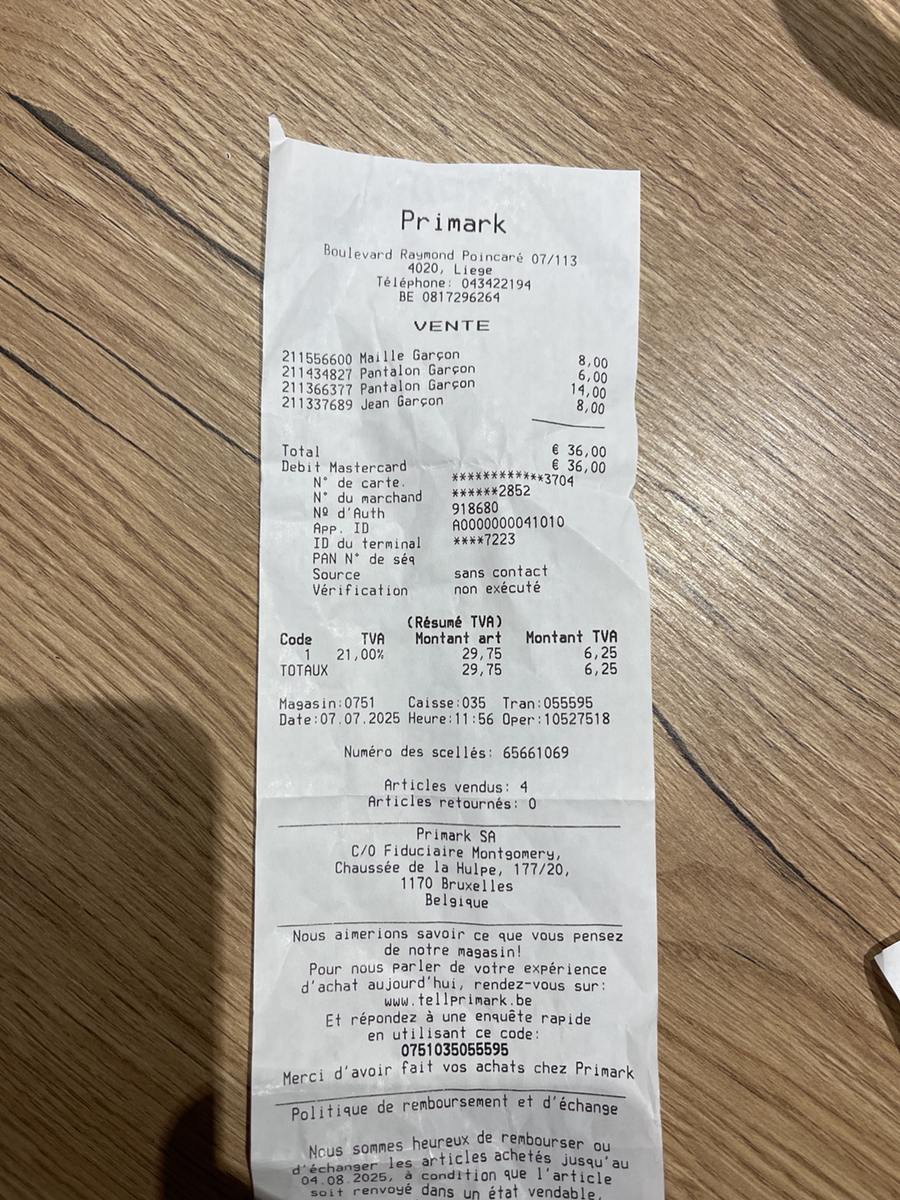 Primark
Boulevard Raymond Poincaré 07/113
4020, Liege
Téléphone: 043422194
BE 0817296264
VENTE
211556600 Maille Garçon 8,00
211434827 Pantalon Garçon 6,00
211366377 Pantalon Garçon 14,00
211337689 Jean Garçon 8,00
Total € 36,00
Debit Mastercard € 36,00
N° de carte. ************3704
N° du marchand ******2852
Nº d'Auth 918680
App. ID A0000000041010
ID du terminal ****7223
PAN N° de séq
Source sans contact
Vérification non exécuté
(Résumé TVA)
Code TVA Montant art Montant TVA
1 21,00% 29,75 6,25
TOTAUX 29,75 6,25
Magasin:0751 Caisse:035 Tran:055595
Date:07.07.2025 Heure:11:56 Oper:10527518
Numéro des scellés: 65661069
Articles vendus: 4
Articles retournés: 0
Primark SA
C/O Fiduciaire Montgomery,
Chaussée de la Hulpe, 177/20,
1170 Bruxelles
Belgique
Nous aimerions savoir ce que vous pensez
de notre magasin!
Pour nous parler de votre expérience
d'achat aujourd'hui, rendez-vous sur:
www.tellprimark.be
Et répondez à une enquête rapide
en utilisant ce code:
0751035055595
Merci d'avoir fait vos achats chez Primark
Politique de remboursement et d'échange
Nous sommes heureux de rembourser ou
d'échanger les articles achetés jusqu'au
04.08.2025, à condition que l'article
soit renvoyé dans un état vendable,